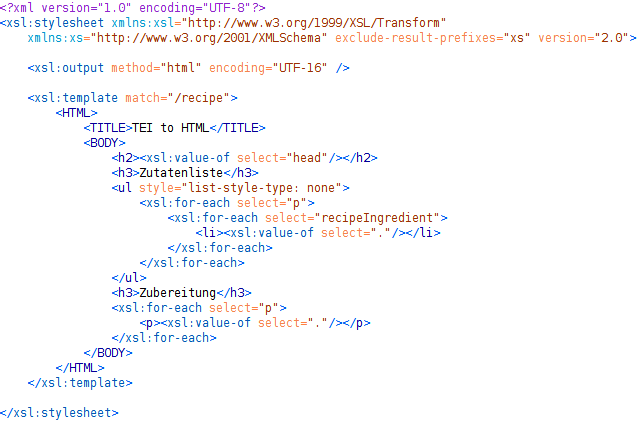 <?xml version="1.0" encoding="UTF-8"?>
<xsl:stylesheet xmlns:xsl="http://www.w3.org/1999/XSL/Transform"
    xmlns:xs="http://www.w3.org/2001/XMLSchema" exclude-result-prefixes="xs" version="2.0">
    <xsl:output method="html" encoding="UTF-16" />
    <xsl:template match="/recipe">
        <HTML>
            <TITLE>TEI to HTML</TITLE>
            <BODY>
                <h2><xsl:value-of select="head"/></h2>
                <h3>Zutatenliste</h3>
                <ul style="list-style-type: none">
                    <xsl:for-each select="p">
                        <xsl:for-each select="recipeIngredient">
                            <li><xsl:value-of select="."/></li>
                        </xsl:for-each>
                    </xsl:for-each>
                </ul>
                <h3>Zubereitung</h3>
                <xsl:for-each select="p">
                    <p><xsl:value-of select="."/></p>
                </xsl:for-each>
            </BODY>
        </HTML>
    </xsl:template>
</xsl:stylesheet>